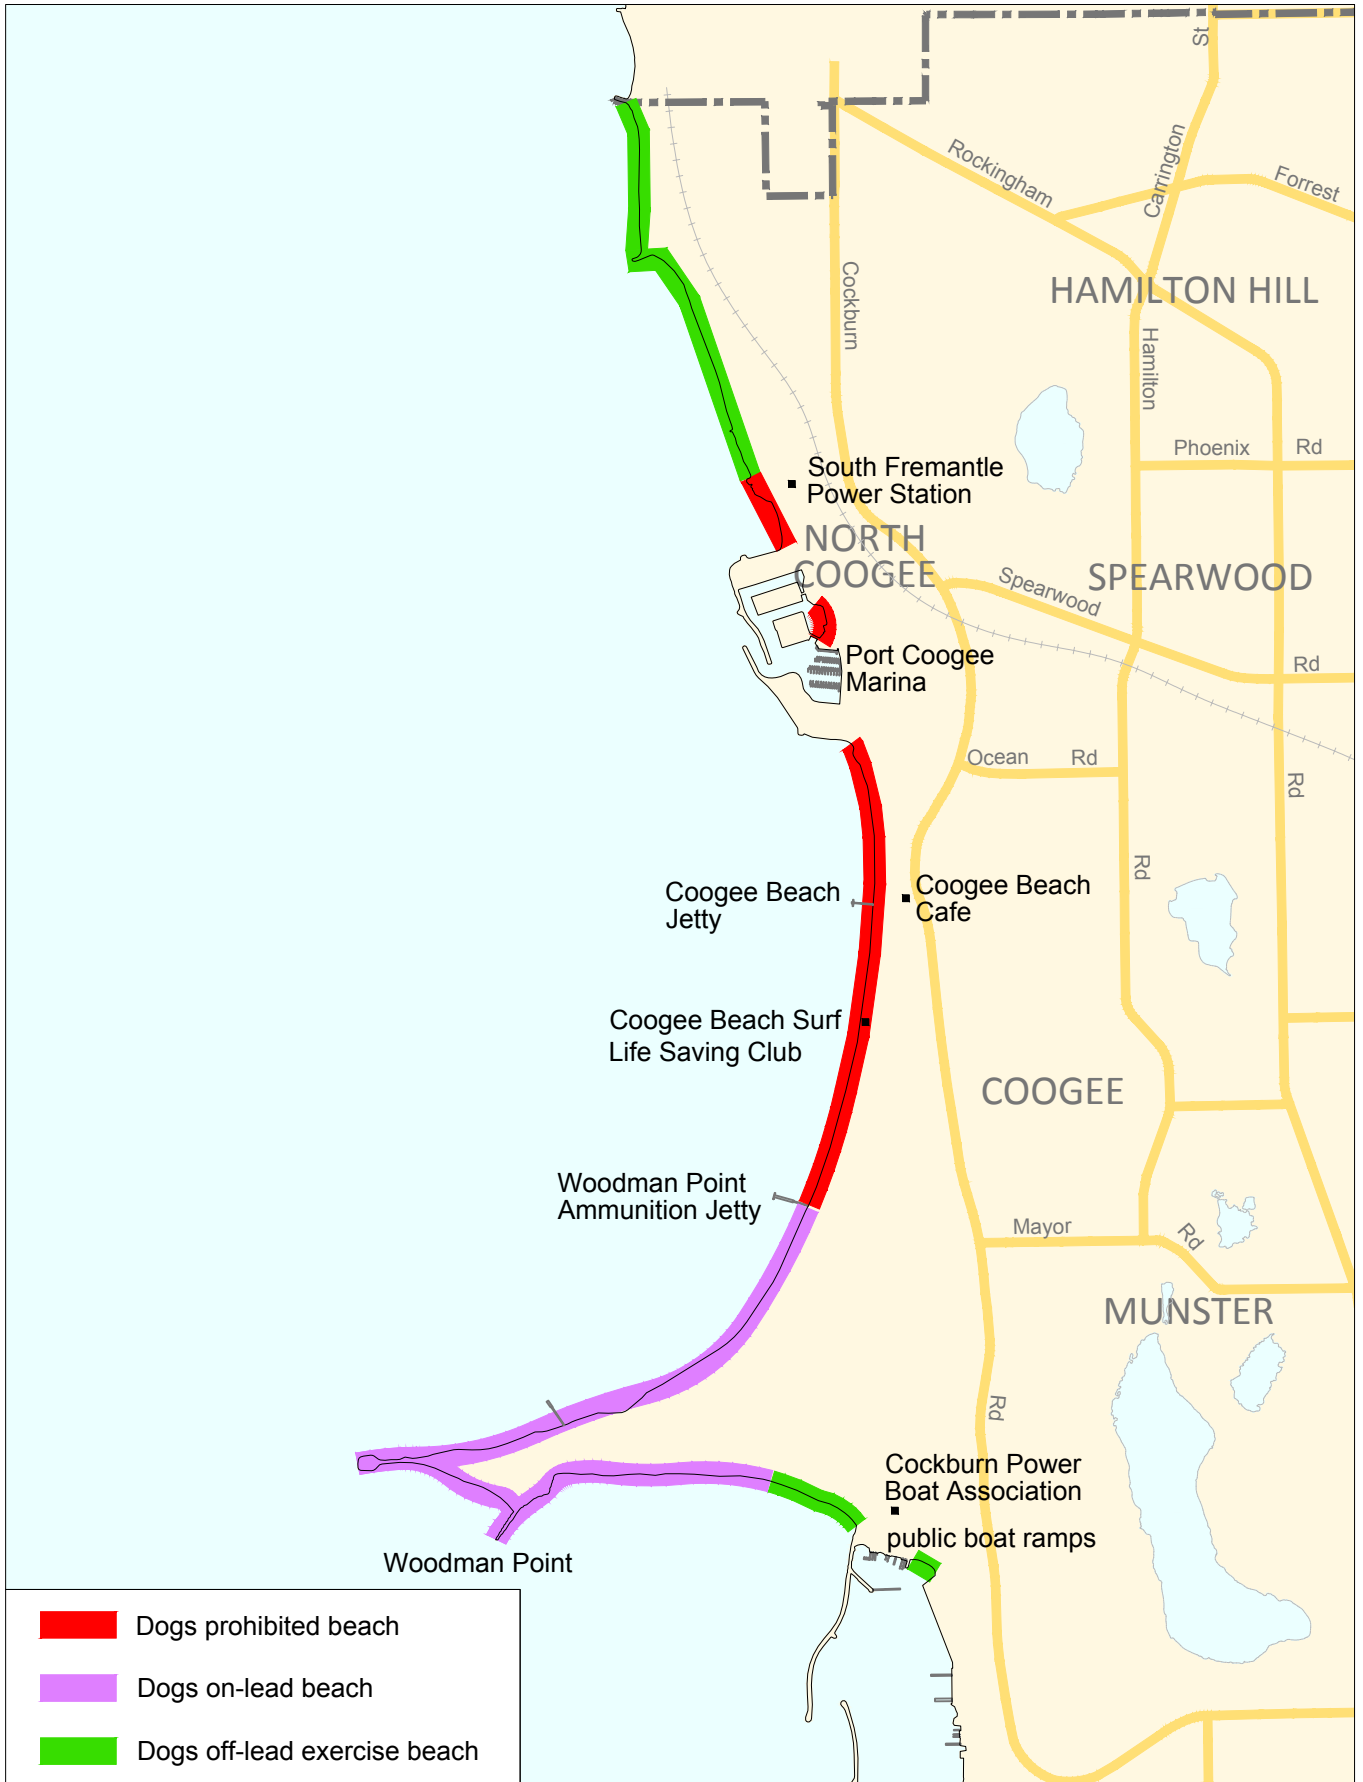 St
Carrington
Rockingham
Forrest
Cockburn
HAMILTON HILL
Hamilton
Phoenix
Rd
South Fremantle
Power Station
NORTH
COOGEE
Spearwood
SPEARWOOD
Port Coogee
Marina
Rd
Ocean
Rd
Rd
Rd
Coogee Beach
Jetty
Coogee Beach
Cafe
Coogee Beach Surf
Life Saving Club
COOGEE
Woodman Point
Ammunition Jetty
Mayor
Rd
MUNSTER
Rd
Cockburn Power
Boat Association
public boat ramps
Woodman Point
Dogs prohibited beach
Dogs on-lead beach
Dogs off-lead exercise beach